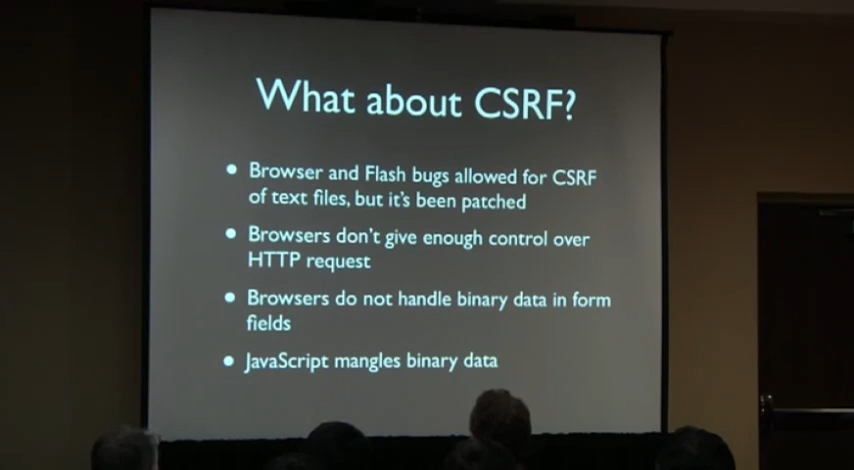 What about CSRF?
• Browser and Flash bugs allowed for CSRF
of text files, but it's been patched
• Browsers don't give enough control over
HTTP request
• Browsers do not handle binary data in form
fields
• JavaScript mangles binary data